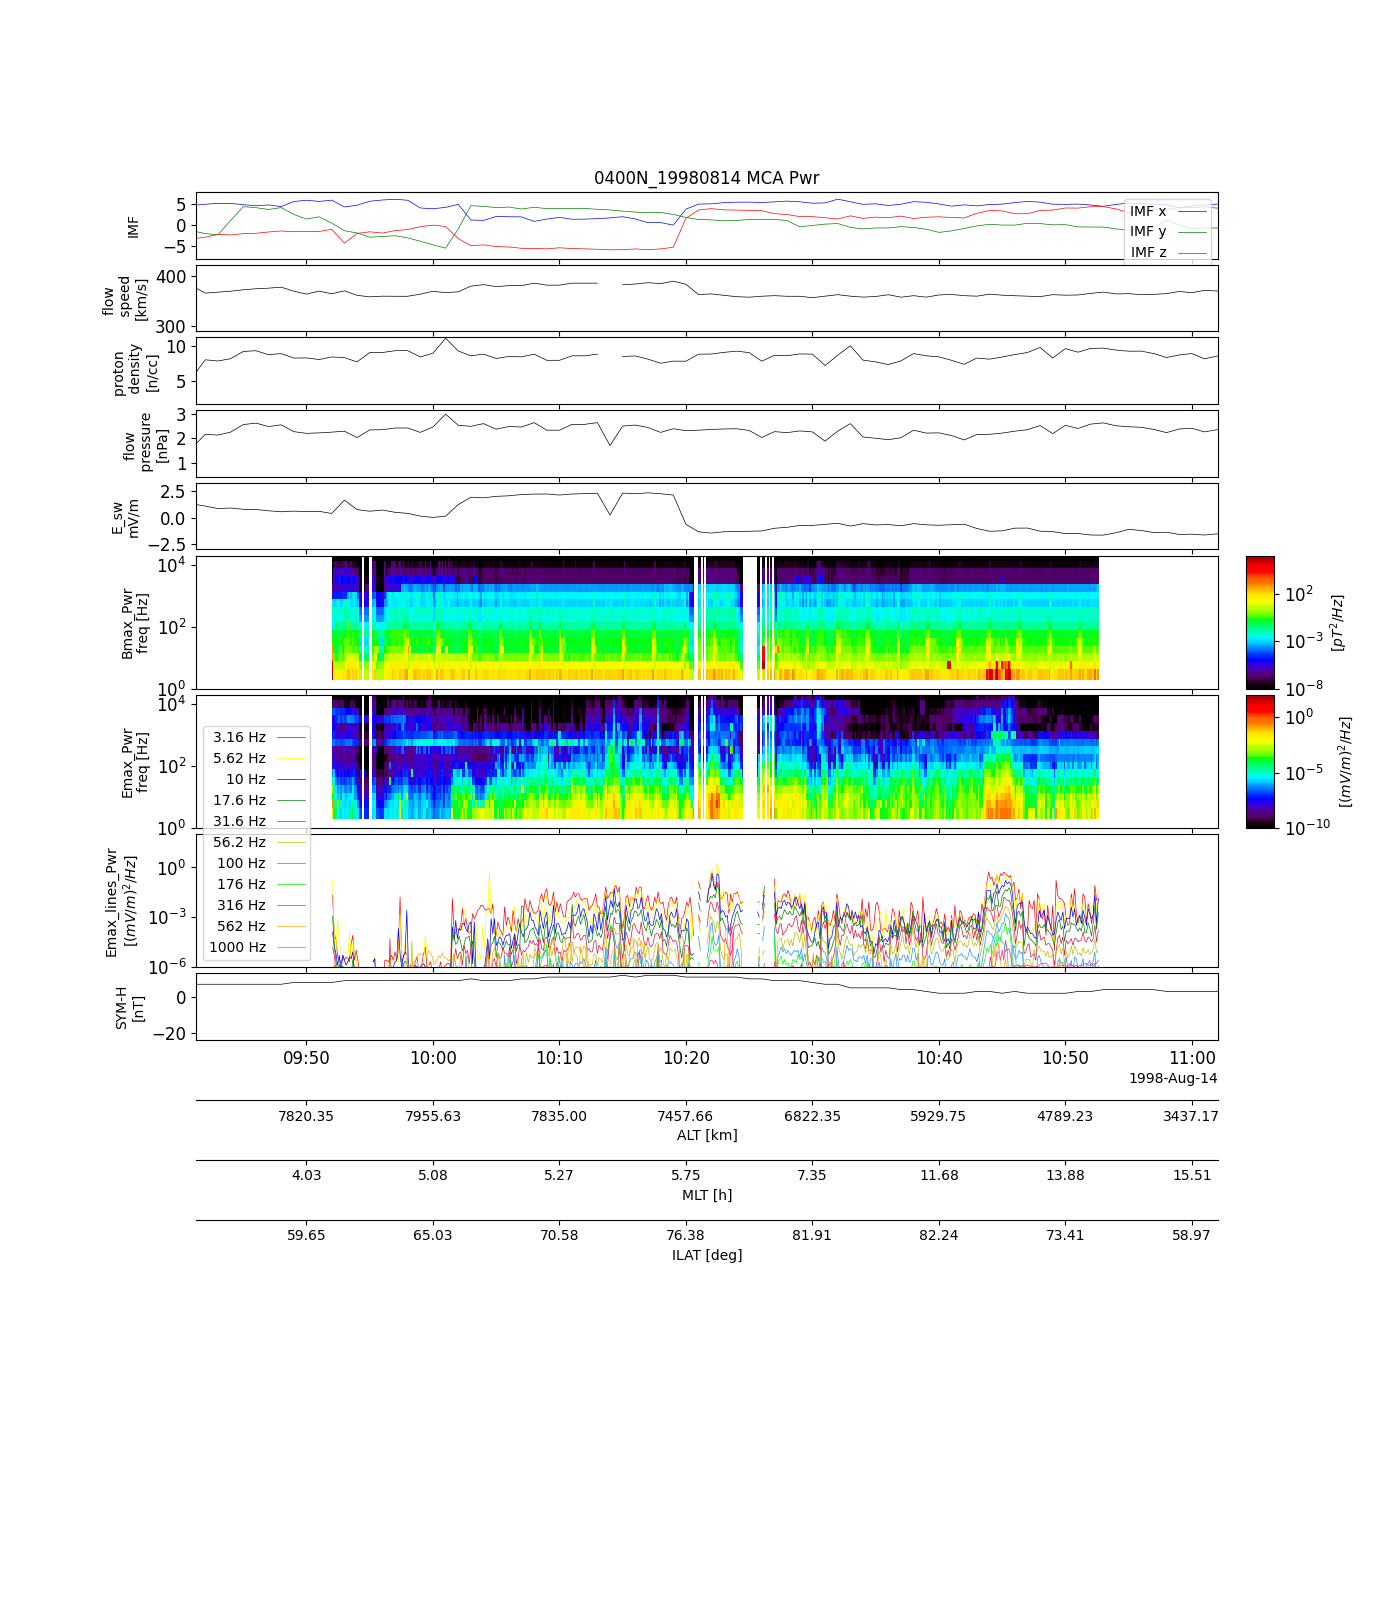 0400N_19980814 MCA Pwr
5
0
−5
IMF
IMF x
IMF y
IMF z
400
300
flow
speed
[km/s]
10
5
proton
density
[n/cc]
3
2
1
flow
pressure
[nPa]
2.5
0.0
−2.5
E_sw
mV/m
10^4
10^2
10^0
Bmax_Pwr
freq [Hz]
10^2
10^−3
10^−8
[pT^2/Hz]
10^4
10^2
10^0
Emax_Pwr
freq [Hz]
10^0
10^−5
10^−10
[(mV/m)^2/Hz]
3.16 Hz
5.62 Hz
10 Hz
17.6 Hz
31.6 Hz
56.2 Hz
100 Hz
176 Hz
316 Hz
562 Hz
1000 Hz
10^0
10^−3
10^−6
Emax_lines_Pwr
[(mV/m)^2/Hz]
0
−20
SYM-H
[nT]
09:50 10:00 10:10 10:20 10:30 10:40 10:50 11:00
1998-Aug-14
7820.35 7955.63 7835.00 7457.66 6822.35 5929.75 4789.23 3437.17
ALT [km]
4.03 5.08 5.27 5.75 7.35 11.68 13.88 15.51
MLT [h]
59.65 65.03 70.58 76.38 81.91 82.24 73.41 58.97
ILAT [deg]